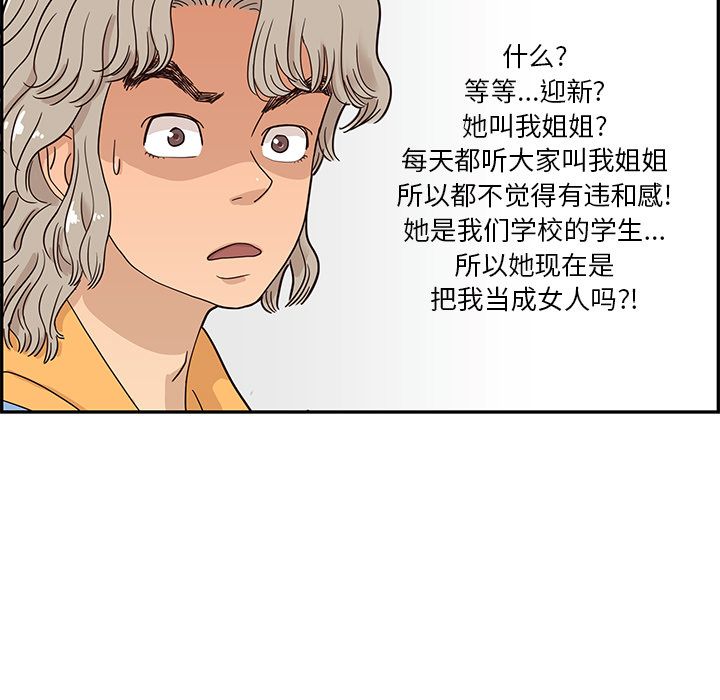 什么?
等等...迎新?
她叫我姐姐?
每天都听大家叫我姐姐
所以都不觉得有违和感!
她是我们学校的学生...
所以她现在是
把我当成女人吗?!